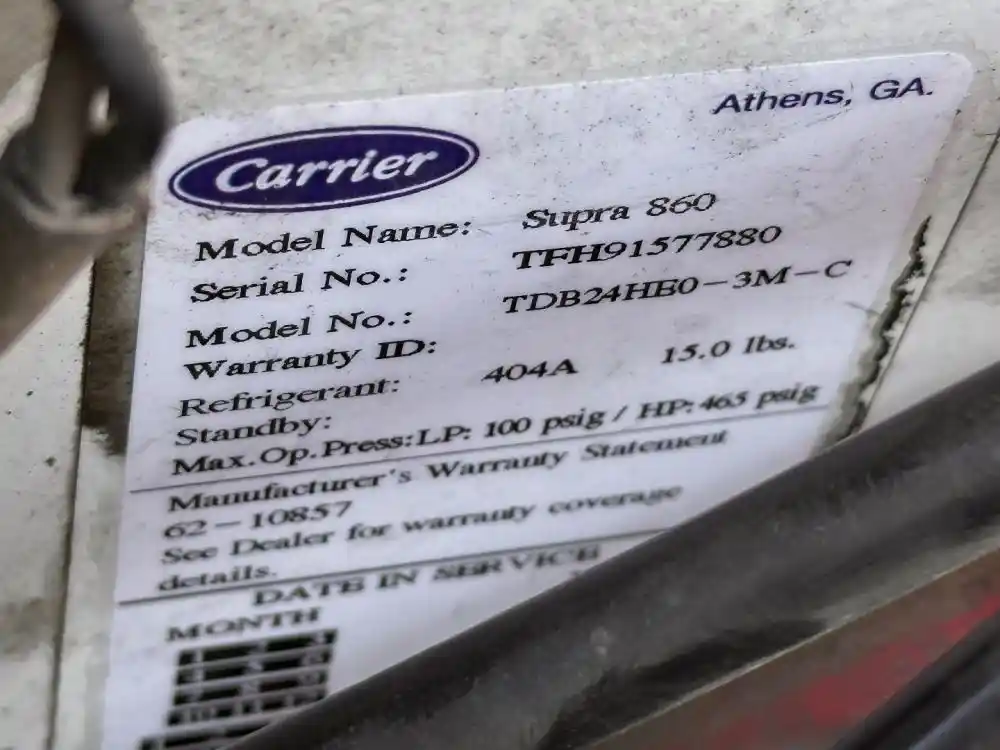 Athens, GA.
Carrier
Model Name: Supra 860
Serial No.: TFH91577880
Model No.: TDB24HE0-3M-C
Warranty ID:
Refrigerant: 404A 15.0 lbs.
Standby:
Max.Op.Press:LP: 100 psig / HP: 465 psig
Manufacturer's Warranty Statement
62-10857
See Dealer for warranty coverage
details.
DATE IN SERVICE
MONTH